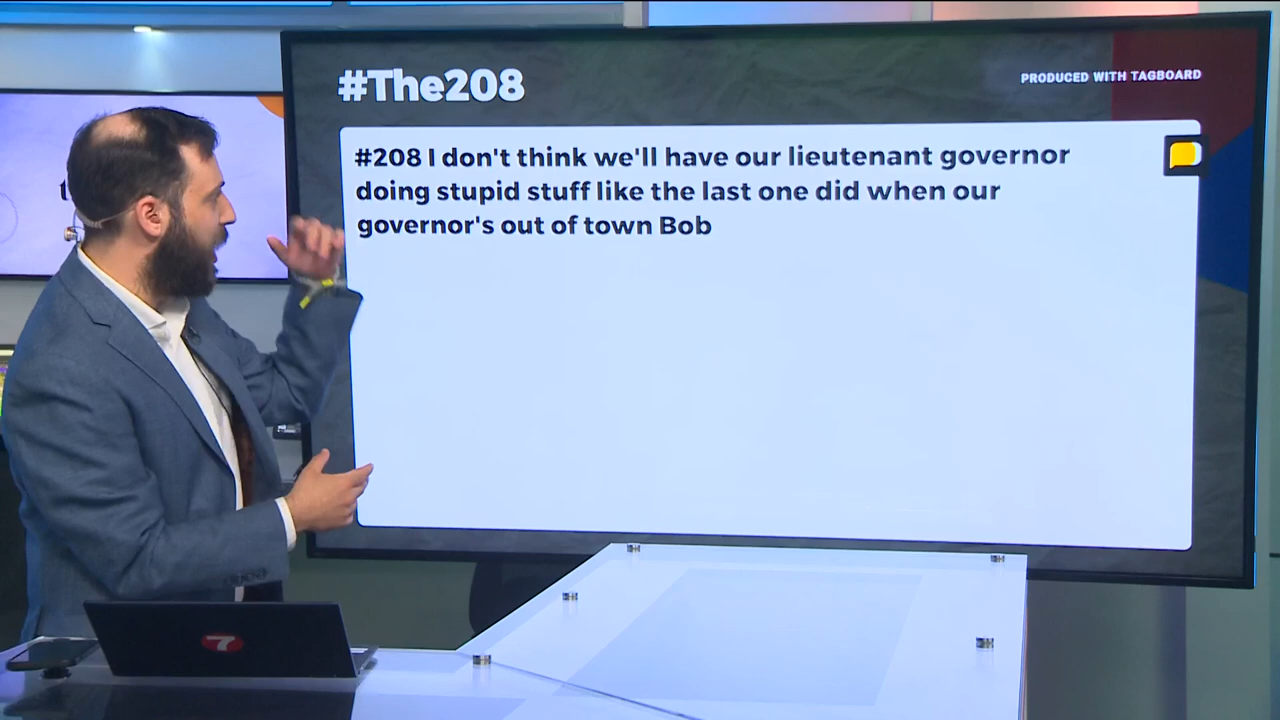 #The208
PRODUCED WITH TAGBOARD
#208 I don't think we'll have our lieutenant governor
doing stupid stuff like the last one did when our
governor's out of town Bob
7